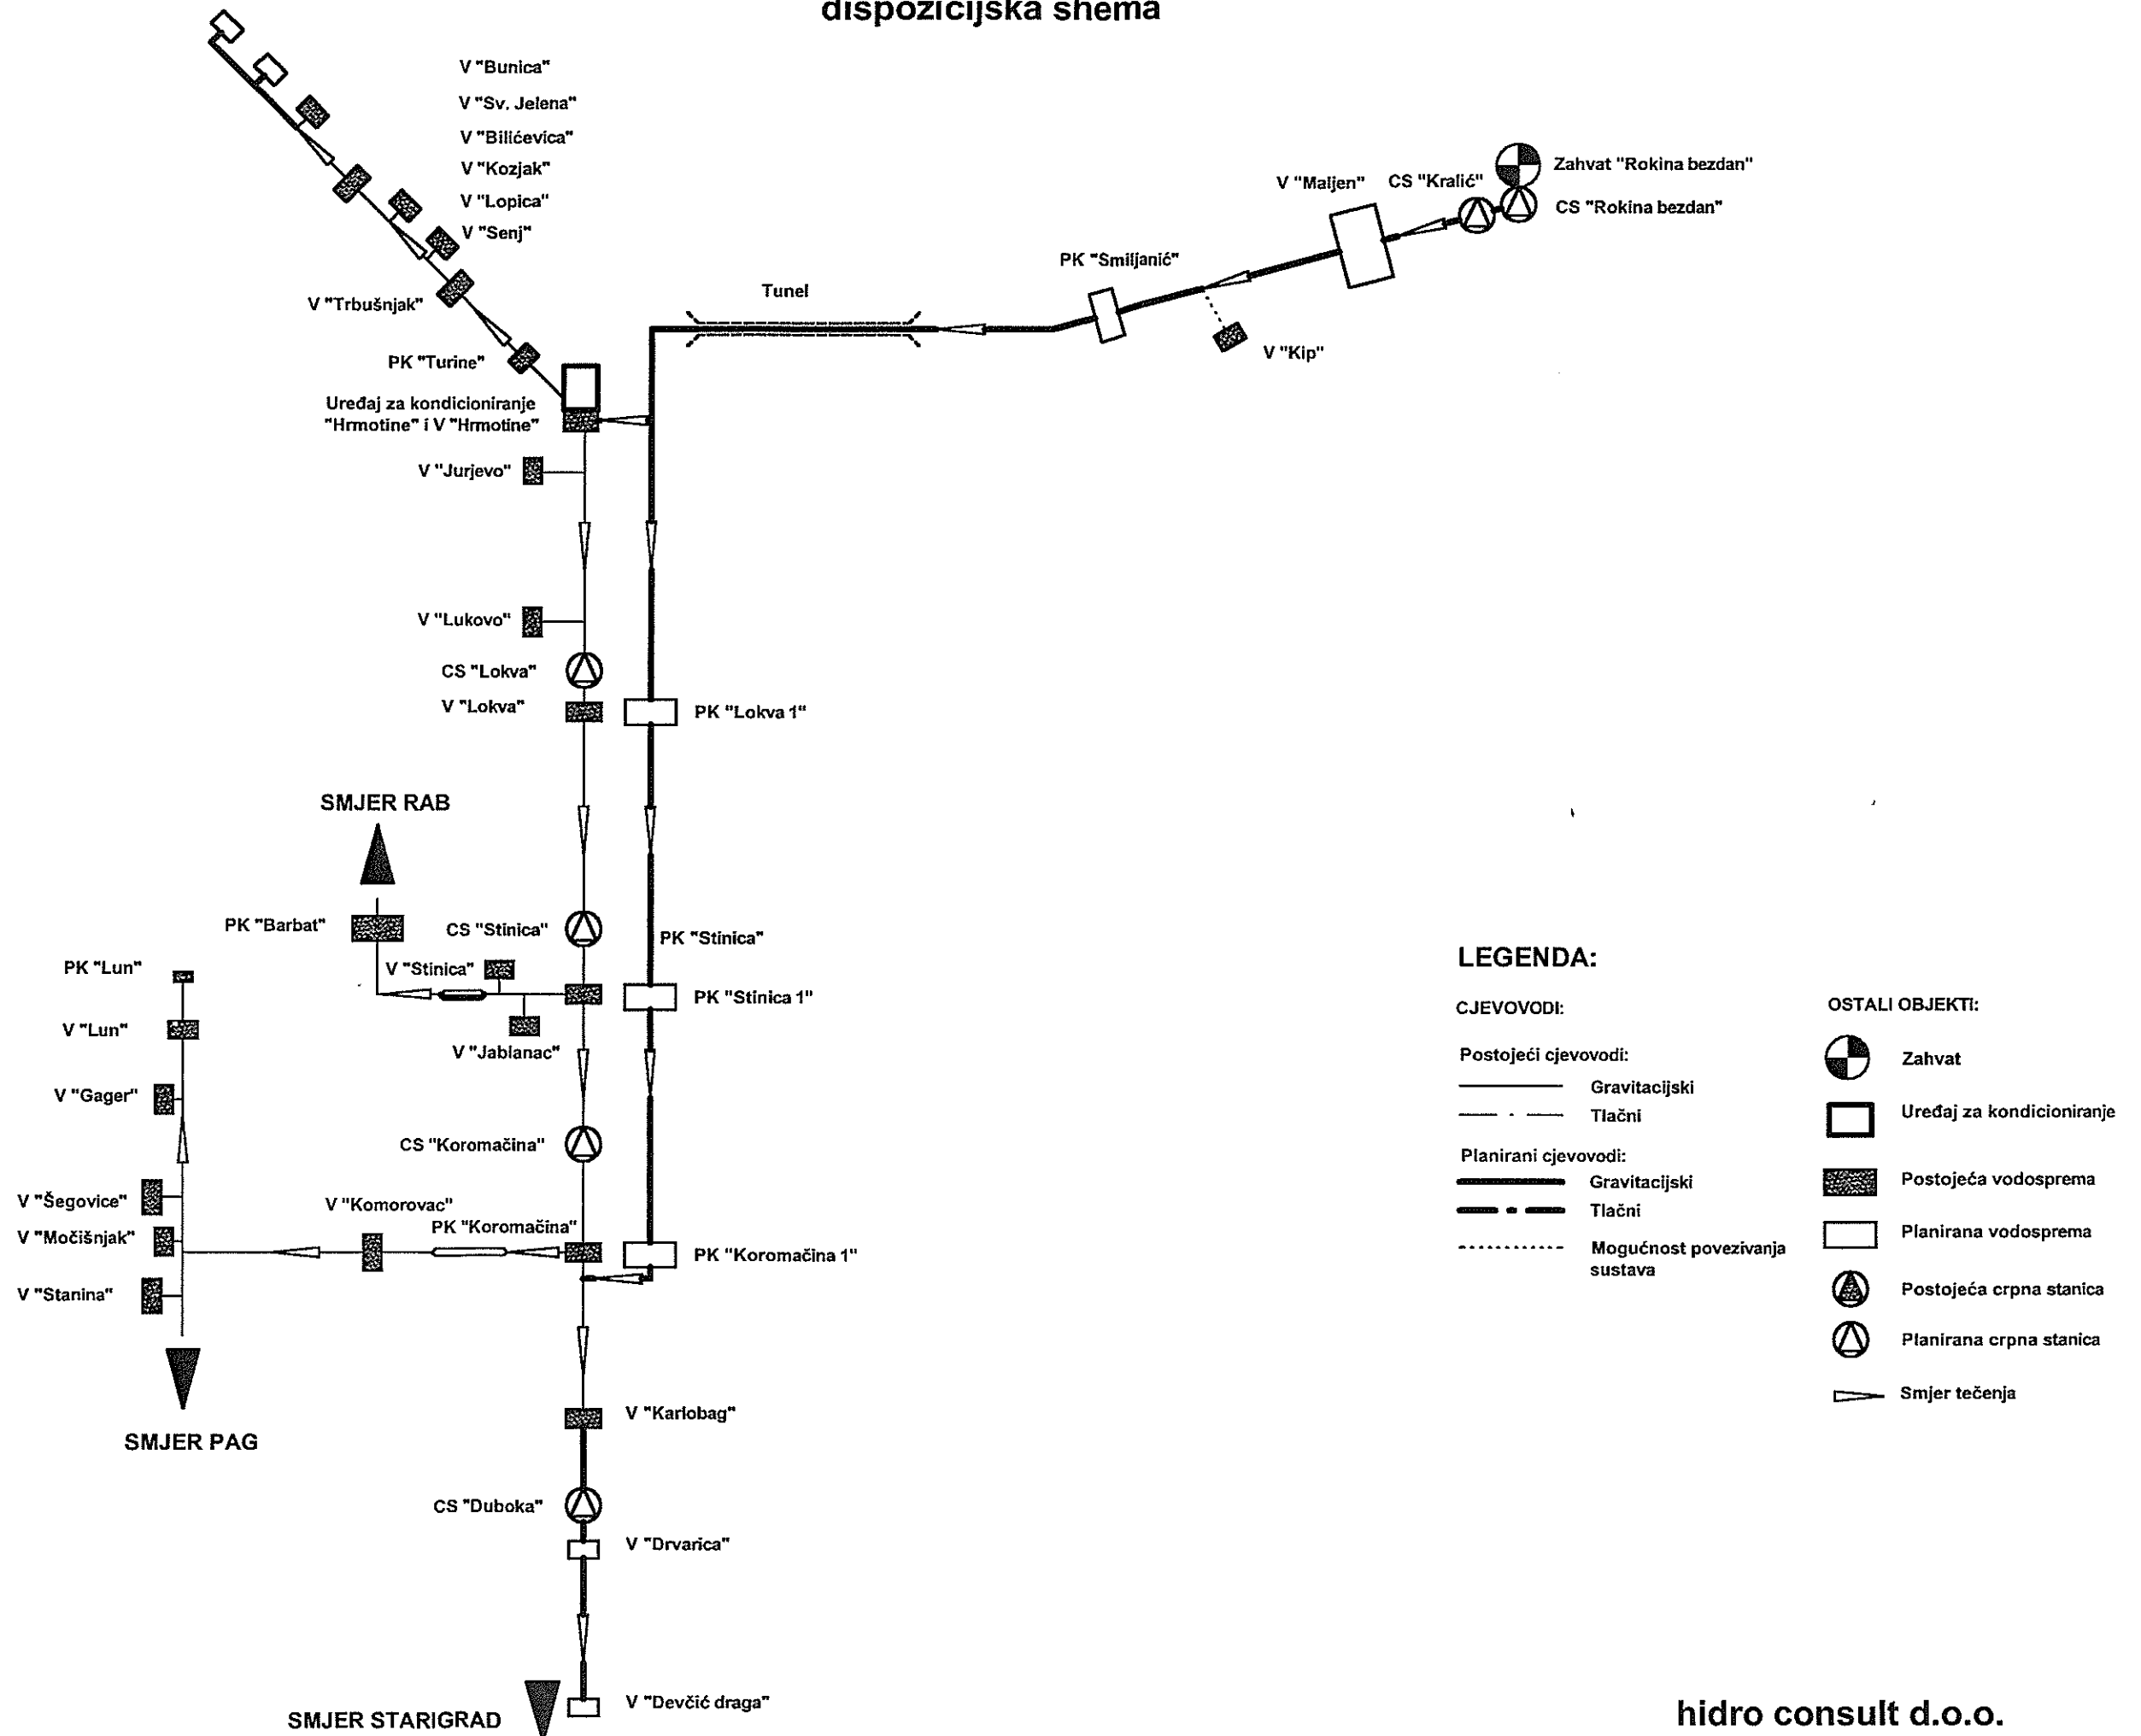 dispozicijska shema
V "Bunica"
V "Sv. Jelena"
V "Bilićevica"
V "Kozjak"
V "Lopica"
V "Senj"
V "Trbušnjak"
PK "Turine"
Uređaj za kondicioniranje
"Hrmotine" i V "Hrmotine"
V "Maljen"
CS "Kralić"
Zahvat "Rokina bezdan"
CS "Rokina bezdan"
PK "Smiljanić"
Tunel
V "Kip"
V "Jurjevo"
V "Lukovo"
CS "Lokva"
V "Lokva"
PK "Lokva 1"
SMJER RAB
PK "Barbat"
CS "Stinica"
PK "Stinica"
PK "Lun"
V "Stinica"
PK "Stinica 1"
V "Lun"
V "Jablanac"
V "Gager"
CS "Koromačina"
V "Šegovice"
V "Komorovac"
PK "Koromačina"
V "Močišnjak"
PK "Koromačina 1"
V "Stanina"
SMJER PAG
V "Karlobag"
CS "Duboka"
V "Drvarica"
V "Devčić draga"
SMJER STARIGRAD
LEGENDA:
CJEVOVODI:
Postojeći cjevovodi:
Gravitacijski
Tlačni
Planirani cjevovodi:
Gravitacijski
Tlačni
Mogućnost povezivanja
sustava
OSTALI OBJEKTI:
Zahvat
Uređaj za kondicioniranje
Postojeća vodosprema
Planirana vodosprema
Postojeća crpna stanica
Planirana crpna stanica
Smjer tečenja
hidro consult d.o.o.